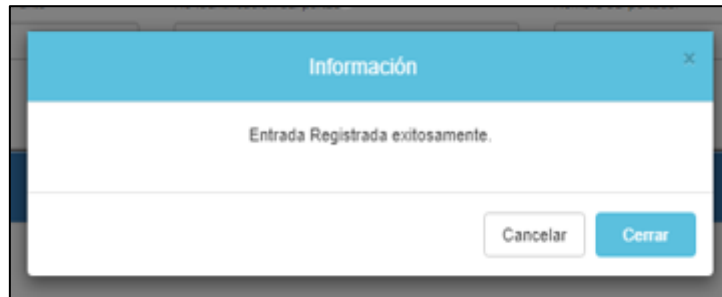 Información
×
Entrada Registrada exitosamente.
Cancelar
Cerrar